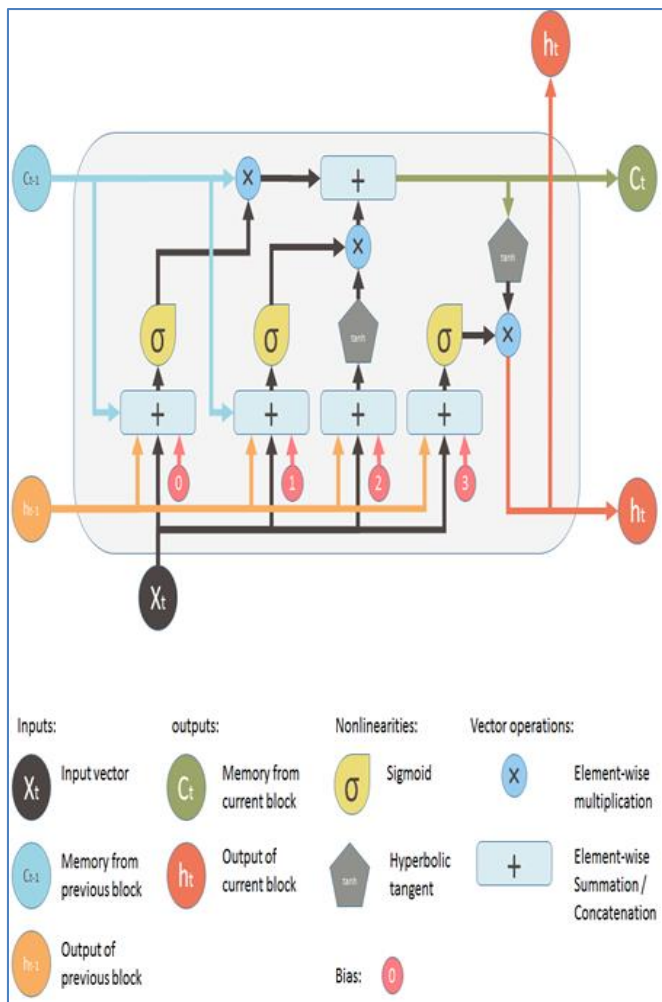 ht
Ct-1
×
+
Ct
×
tanh
σ
σ
tanh
σ
×
+
+
+
+
0
1
2
3
ht-1
ht
Xt
Inputs:
outputs:
Nonlinearities:
Vector operations:
Xt
Input vector
Ct
Memory from
current block
σ
Sigmoid
×
Element-wise
multiplication
Ct-1
Memory from
previous block
ht
Output of
current block
tanh
Hyperbolic
tangent
+
Element-wise
Summation /
Concatenation
ht-1
Output of
previous block
Bias:
0